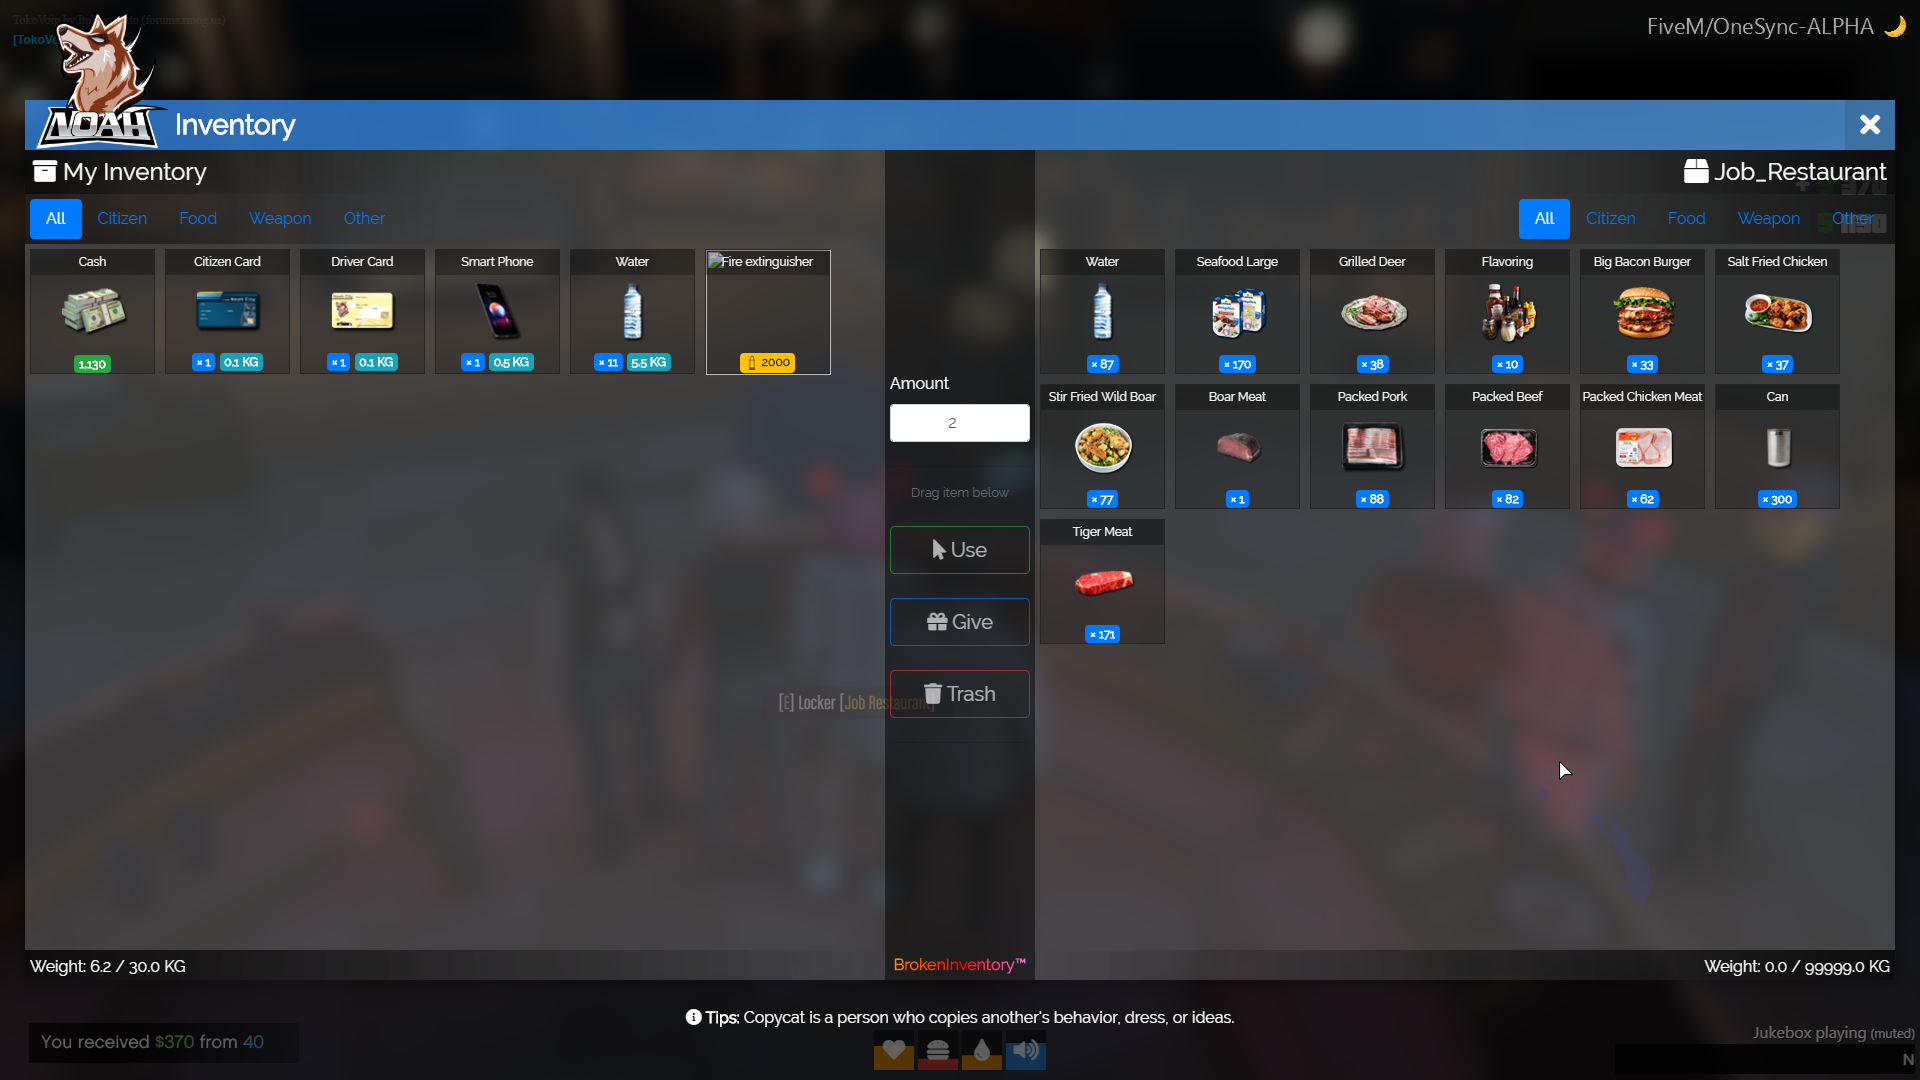 FiveM/OneSync-ALPHA
NOAH
Inventory
My Inventory
Job_Restaurant
All Citizen Food Weapon Other
All Citizen Food Weapon Other
Cash
1,130
Citizen Card
× 1 0.1 KG
Driver Card
× 1 0.1 KG
Smart Phone
× 1 0.5 KG
Water
× 11 5.5 KG
Fire extinguisher
2000
Amount
2
Drag item below
Use
Give
Trash
[E] Locker [Job Restaurant]
Water
× 87
Seafood Large
× 170
Grilled Deer
× 38
Flavoring
× 10
Big Bacon Burger
× 33
Salt Fried Chicken
× 37
Stir Fried Wild Boar
× 77
Boar Meat
× 1
Packed Pork
× 88
Packed Beef
× 82
Packed Chicken Meat
× 62
Can
× 300
Tiger Meat
× 171
Weight: 6.2 / 30.0 KG
BrokenInventory™
Weight: 0.0 / 99999.0 KG
Tips: Copycat is a person who copies another's behavior, dress, or ideas.
You received $370 from 40
Jukebox playing (muted)
N